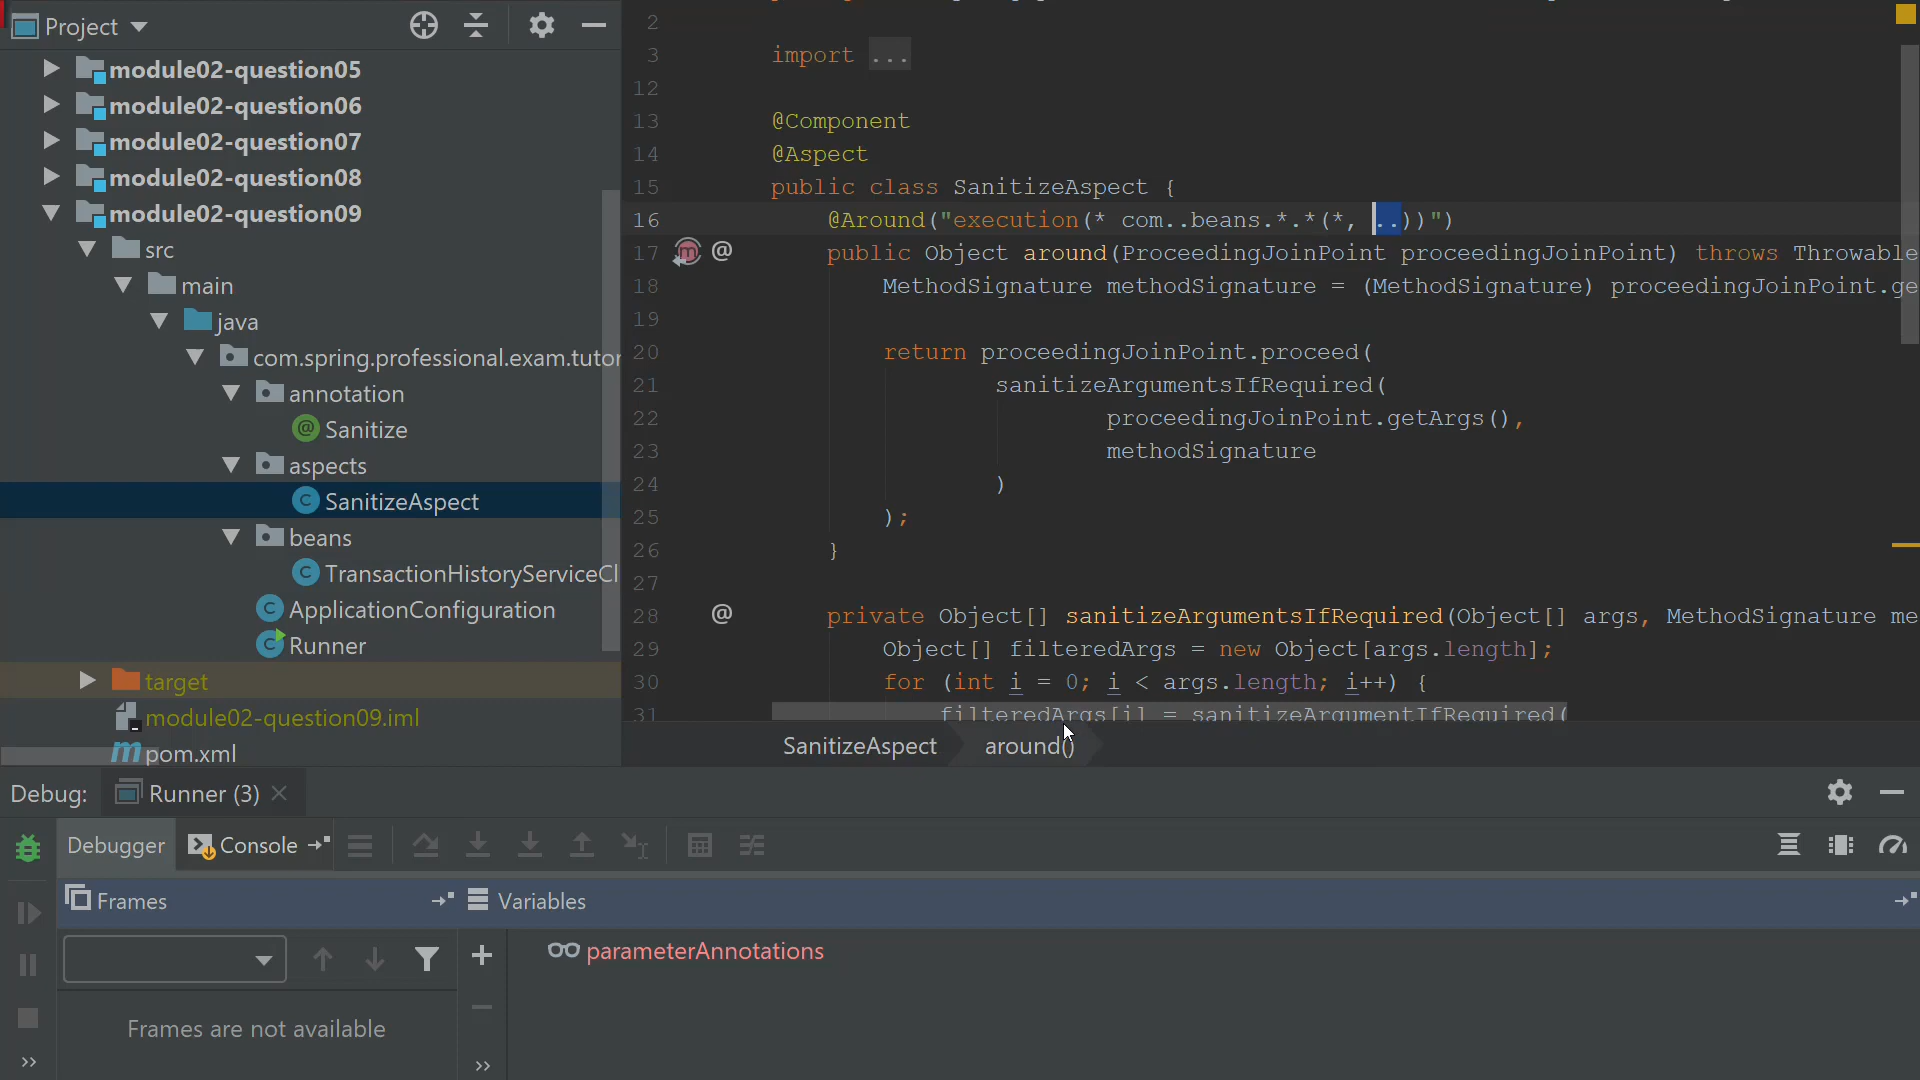 Project
module02-question05
module02-question06
module02-question07
module02-question08
module02-question09
src
main
java
com.spring.professional.exam.tutor
annotation
@ Sanitize
aspects
C SanitizeAspect
beans
C TransactionHistoryServiceCl
C ApplicationConfiguration
C Runner
target
module02-question09.iml
m pom.xml
2
3 import ...
12
13 @Component
14 @Aspect
15 public class SanitizeAspect {
16 @Around("execution(* com..beans.*.*(*, ..))")
17 m @ public Object around(ProceedingJoinPoint proceedingJoinPoint) throws Throwable
18 MethodSignature methodSignature = (MethodSignature) proceedingJoinPoint.ge
19
20 return proceedingJoinPoint.proceed(
21 sanitizeArgumentsIfRequired(
22 proceedingJoinPoint.getArgs(),
23 methodSignature
24 )
25 );
26 }
27
28 @ private Object[] sanitizeArgumentsIfRequired(Object[] args, MethodSignature me
29 Object[] filteredArgs = new Object[args.length];
30 for (int i = 0; i < args.length; i++) {
31 filteredArgs[i] = sanitizeArgumentIfRequired(
SanitizeAspect around()
Debug: Runner (3)
Debugger Console
Frames Variables
parameterAnnotations
Frames are not available